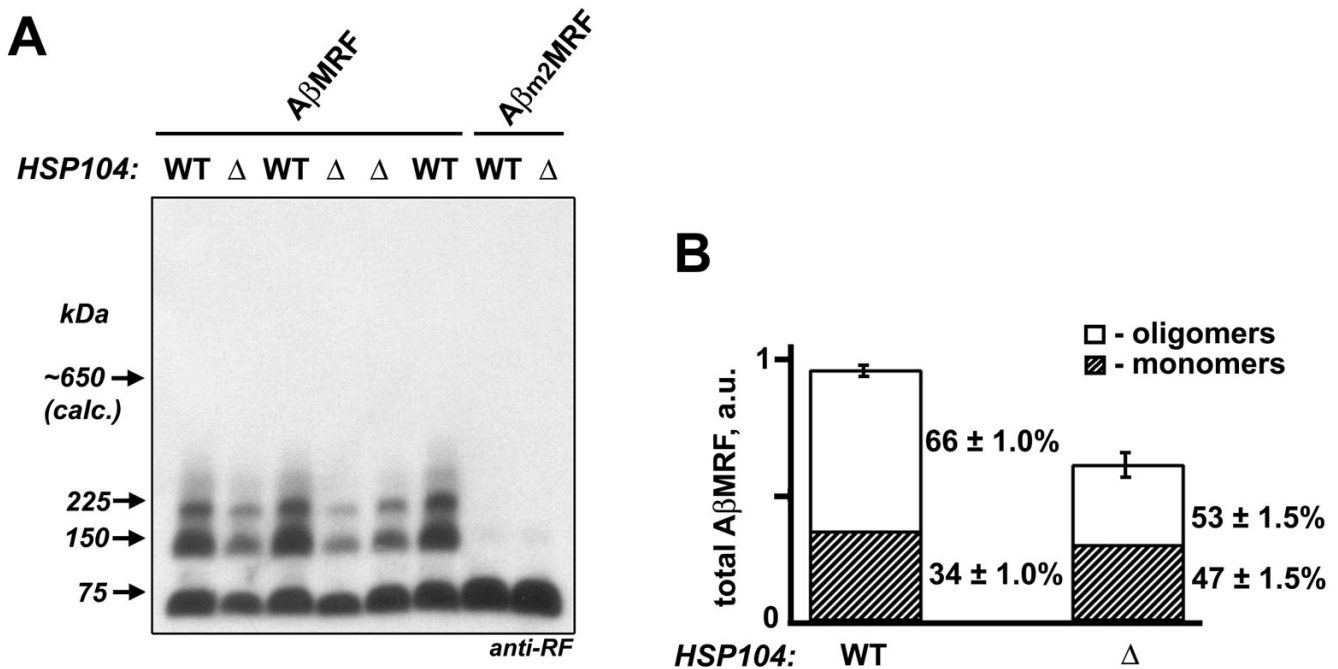 A
AβMRF
Aβm2MRF
HSP104: WT Δ WT Δ Δ WT WT Δ
kDa
~650
(calc.)
225
150
75
anti-RF
B
- oligomers
- monomers
total AβMRF, a.u.
1
0
66 ± 1.0%
34 ± 1.0%
53 ± 1.5%
47 ± 1.5%
HSP104: WT Δ